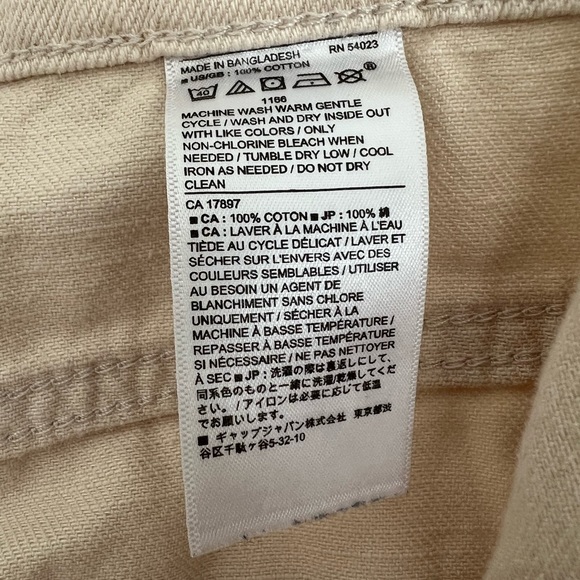 MADE IN BANGLADESH RN 54023
■ US/GB : 100% COTTON
40 ®
1166
MACHINE WASH WARM GENTLE
CYCLE / WASH AND DRY INSIDE OUT
WITH LIKE COLORS / ONLY
NON-CHLORINE BLEACH WHEN
NEEDED / TUMBLE DRY LOW / COOL
IRON AS NEEDED / DO NOT DRY
CLEAN
CA 17897
■ CA : 100% COTON ■ JP : 100% 綿
■ CA : LAVER À LA MACHINE À L'EAU
TIÈDE AU CYCLE DÉLICAT / LAVER ET
SÉCHER SUR L'ENVERS AVEC DES
COULEURS SEMBLABLES / UTILISER
AU BESOIN UN AGENT DE
BLANCHIMENT SANS CHLORE
UNIQUEMENT / SÉCHER À LA
MACHINE À BASSE TEMPÉRATURE /
REPASSER À BASSE TEMPÉRATURE
SI NÉCESSAIRE / NE PAS NETTOYER
À SEC ■ JP : 洗濯の際は裏返しにして、
同系色のものと一緒に洗濯/乾燥してくだ
さい。/ アイロンは必要に応じて低温
でお願いします。
■ ギャップジャパン株式会社 東京都渋
谷区千駄ヶ谷5-32-10